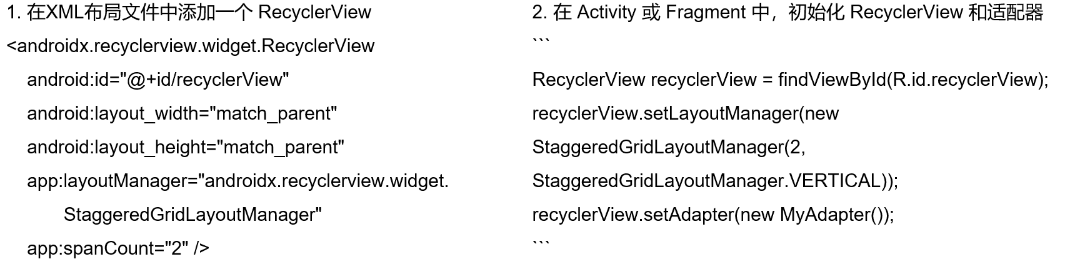 1. 在XML布局文件中添加一个 RecyclerView
<androidx.recyclerview.widget.RecyclerView
android:id="@+id/recyclerView"
android:layout_width="match_parent"
android:layout_height="match_parent"
app:layoutManager="androidx.recyclerview.widget.
StaggeredGridLayoutManager"
app:spanCount="2" />
2. 在 Activity 或 Fragment 中，初始化 RecyclerView 和适配器
```
RecyclerView recyclerView = findViewById(R.id.recyclerView);
recyclerView.setLayoutManager(new
StaggeredGridLayoutManager(2,
StaggeredGridLayoutManager.VERTICAL));
recyclerView.setAdapter(new MyAdapter());
```